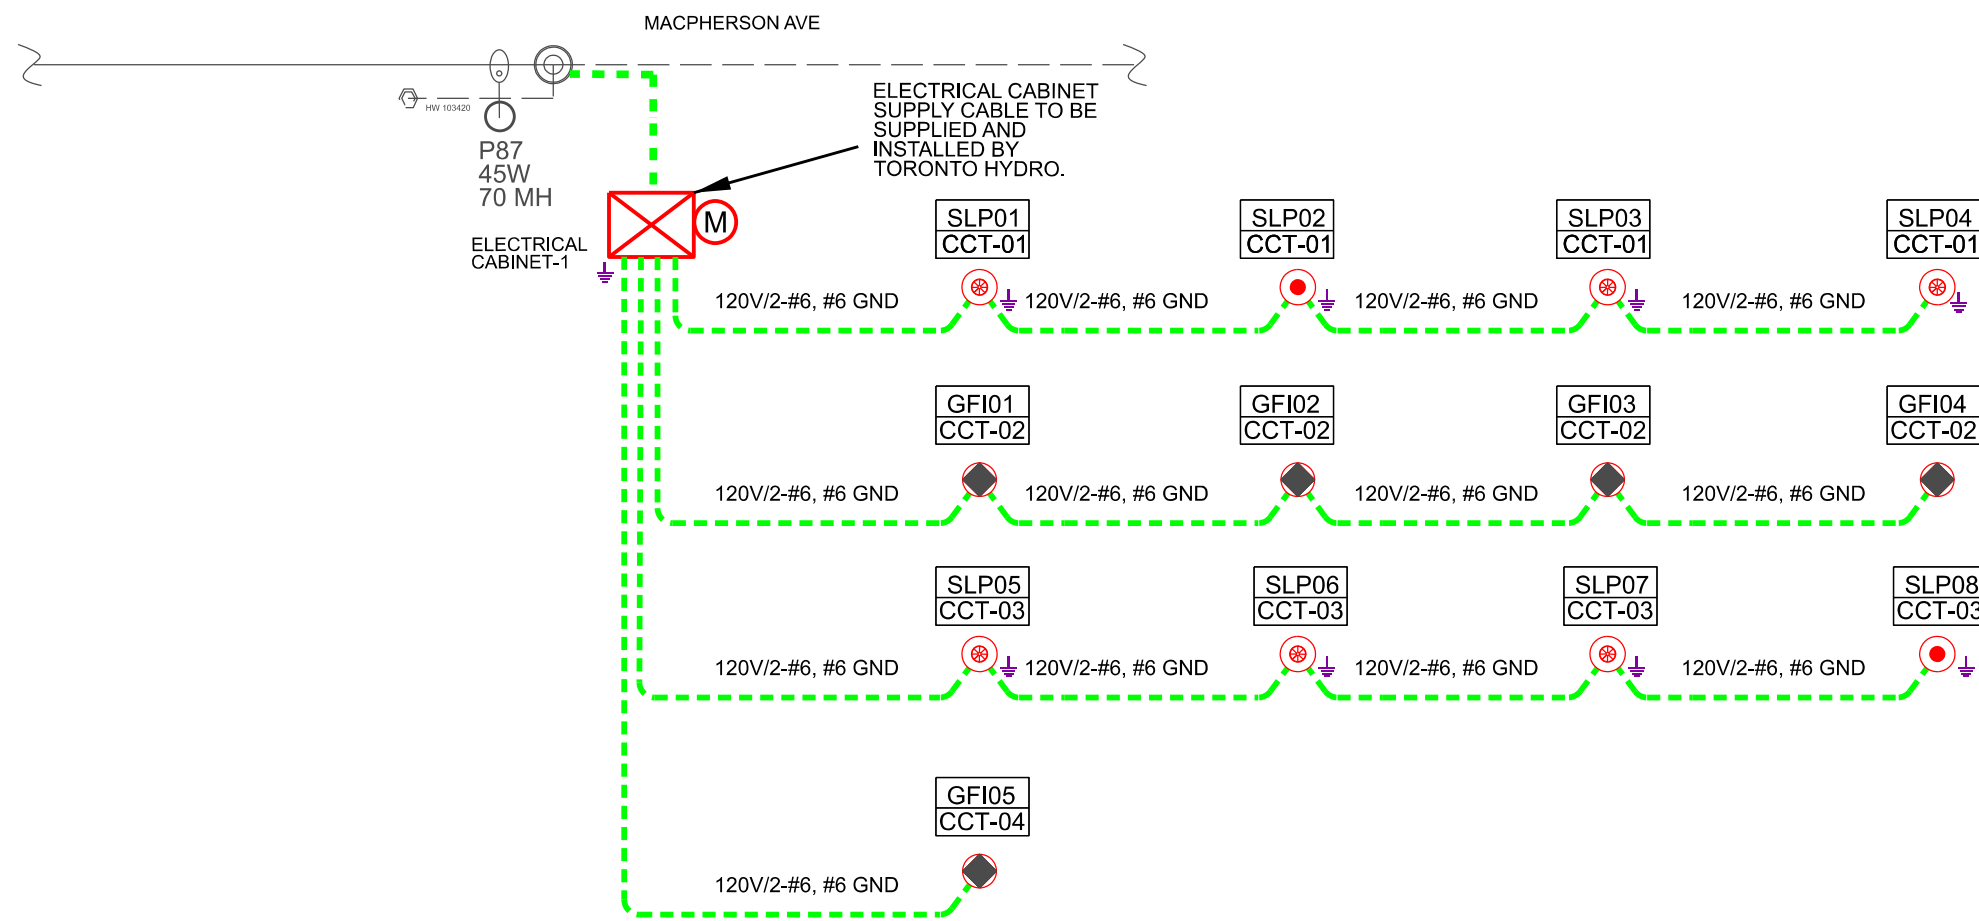 MACPHERSON AVE
HW 103420
P87
45W
70 MH
ELECTRICAL CABINET
SUPPLY CABLE TO BE
SUPPLIED AND
INSTALLED BY
TORONTO HYDRO.
M
ELECTRICAL
CABINET-1
SLP01
CCT-01
SLP02
CCT-01
SLP03
CCT-01
SLP04
CCT-01
120V/2-#6, #6 GND
120V/2-#6, #6 GND
120V/2-#6, #6 GND
120V/2-#6, #6 GND
GFI01
CCT-02
GFI02
CCT-02
GFI03
CCT-02
GFI04
CCT-02
120V/2-#6, #6 GND
120V/2-#6, #6 GND
120V/2-#6, #6 GND
120V/2-#6, #6 GND
SLP05
CCT-03
SLP06
CCT-03
SLP07
CCT-03
SLP08
CCT-03
120V/2-#6, #6 GND
120V/2-#6, #6 GND
120V/2-#6, #6 GND
120V/2-#6, #6 GND
GFI05
CCT-04
120V/2-#6, #6 GND